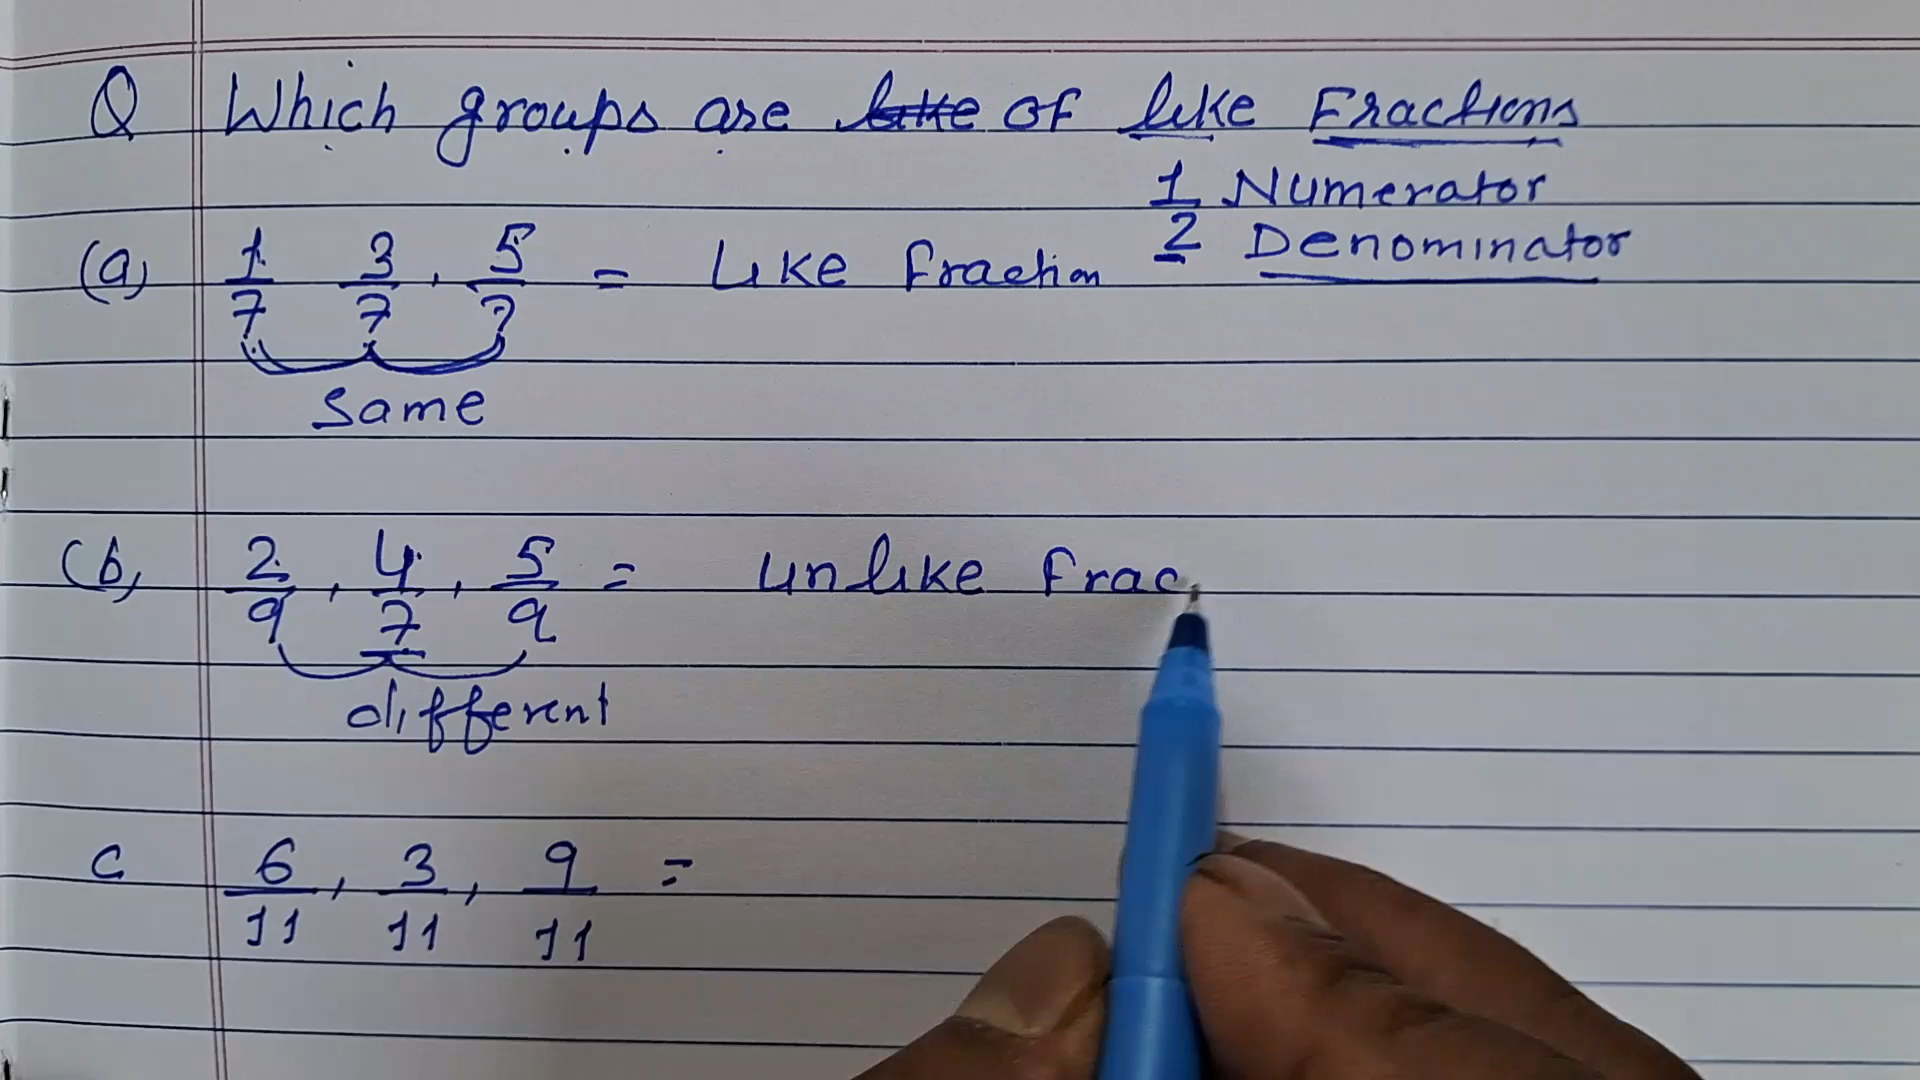 Q Which groups are like of like Fractions
1/2 Numerator Denominator
(a) 1/7 3/7, 5/7 = Like fraction
Same
(b) 2/9, 4/7, 5/9 = unlike frac
different
c 6/11, 3/11, 9/11 =